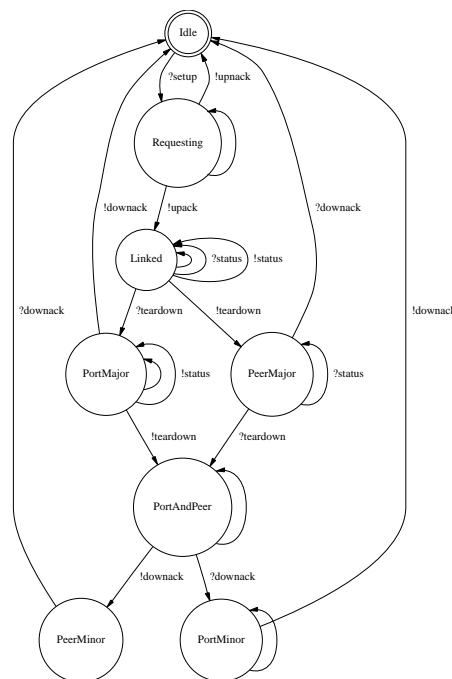 Idle
?setup
!upnack
Requesting
!downack
!upack
?downack
Linked
?status
!status
?downack
?teardown
!teardown
!downack
PortMajor
!status
PeerMajor
?status
!teardown
?teardown
PortAndPeer
!downack
?downack
PeerMinor
PortMinor